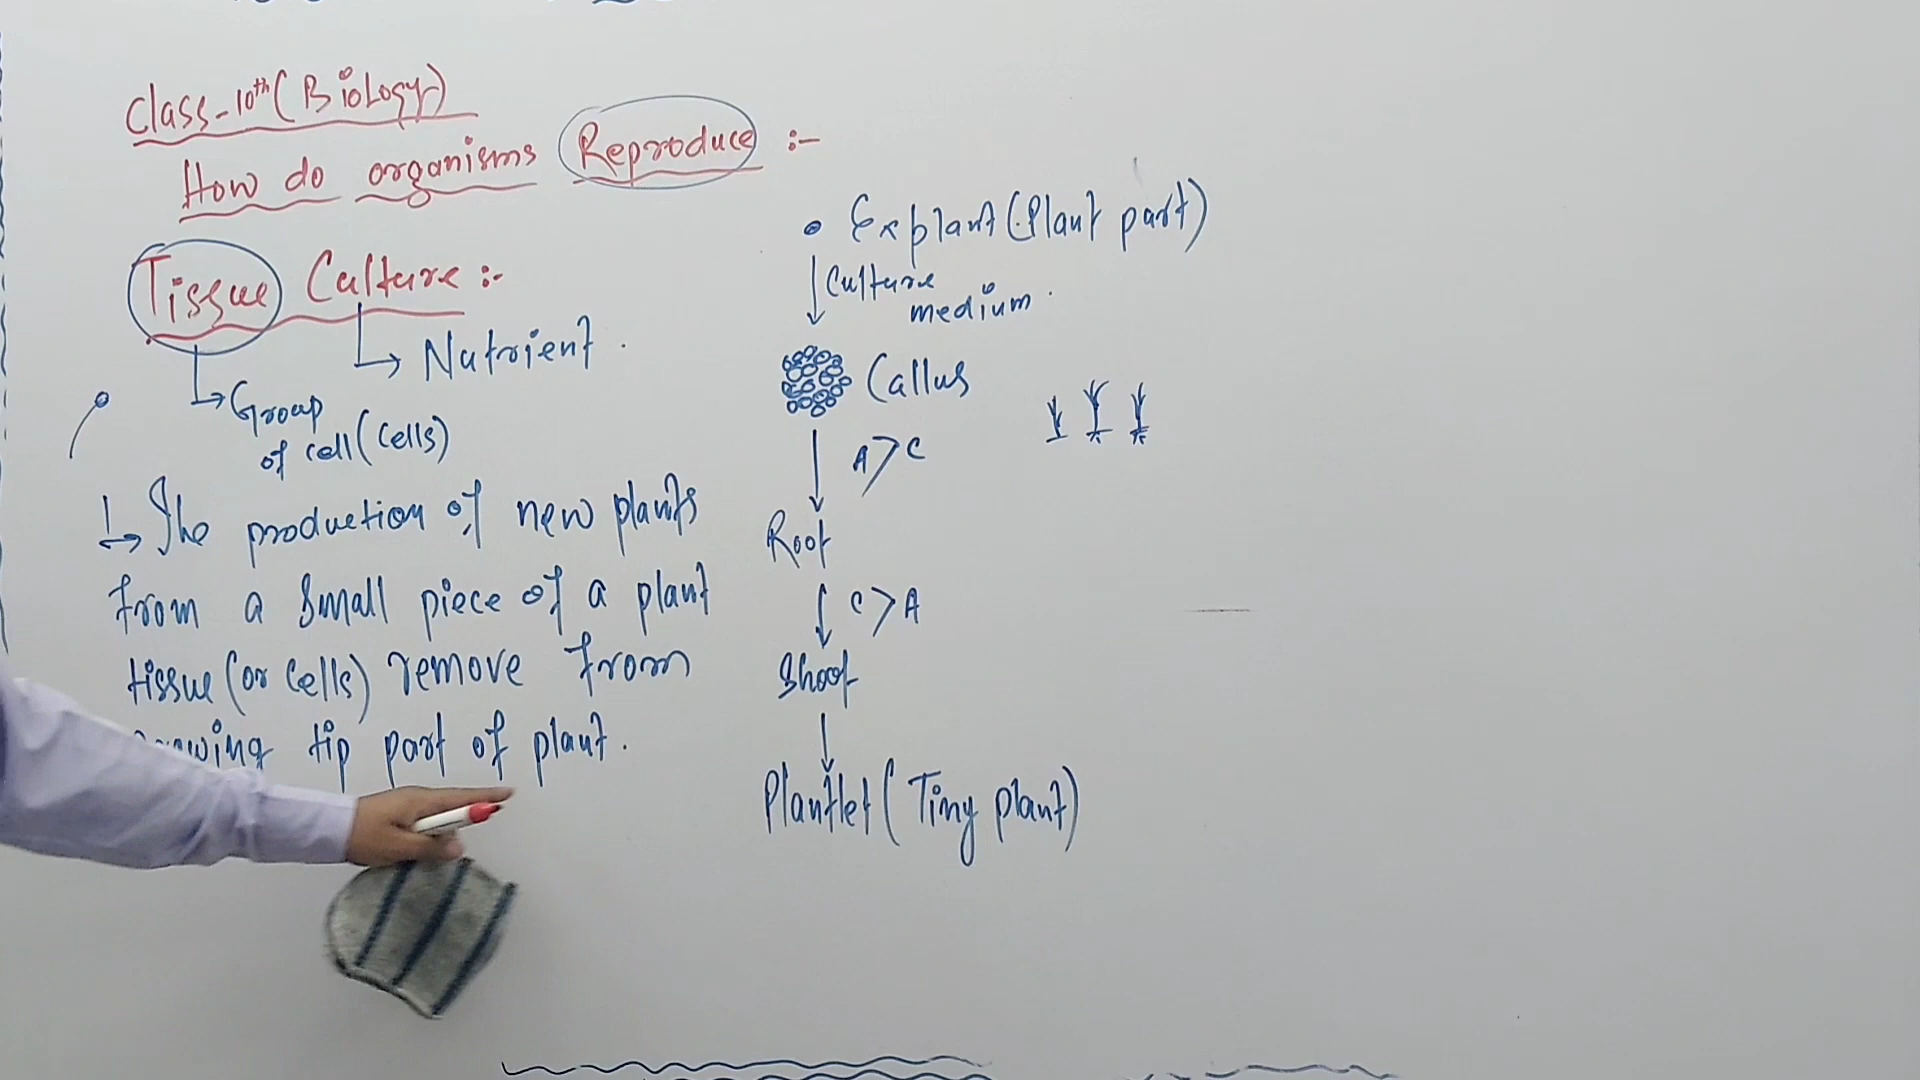 Class-10th (Biology)
How do organisms Reproduce :-
Tissue Culture :-
Nutrient.
Group
of cell (cells)
The production of new plants
from a small piece of a plant
tissue (or cells) remove from
tip part of plant.
Explant (Plant part)
Culture
medium.
Callus
A > C
Root
C > A
Shoot
Plantlet (Tiny plant)